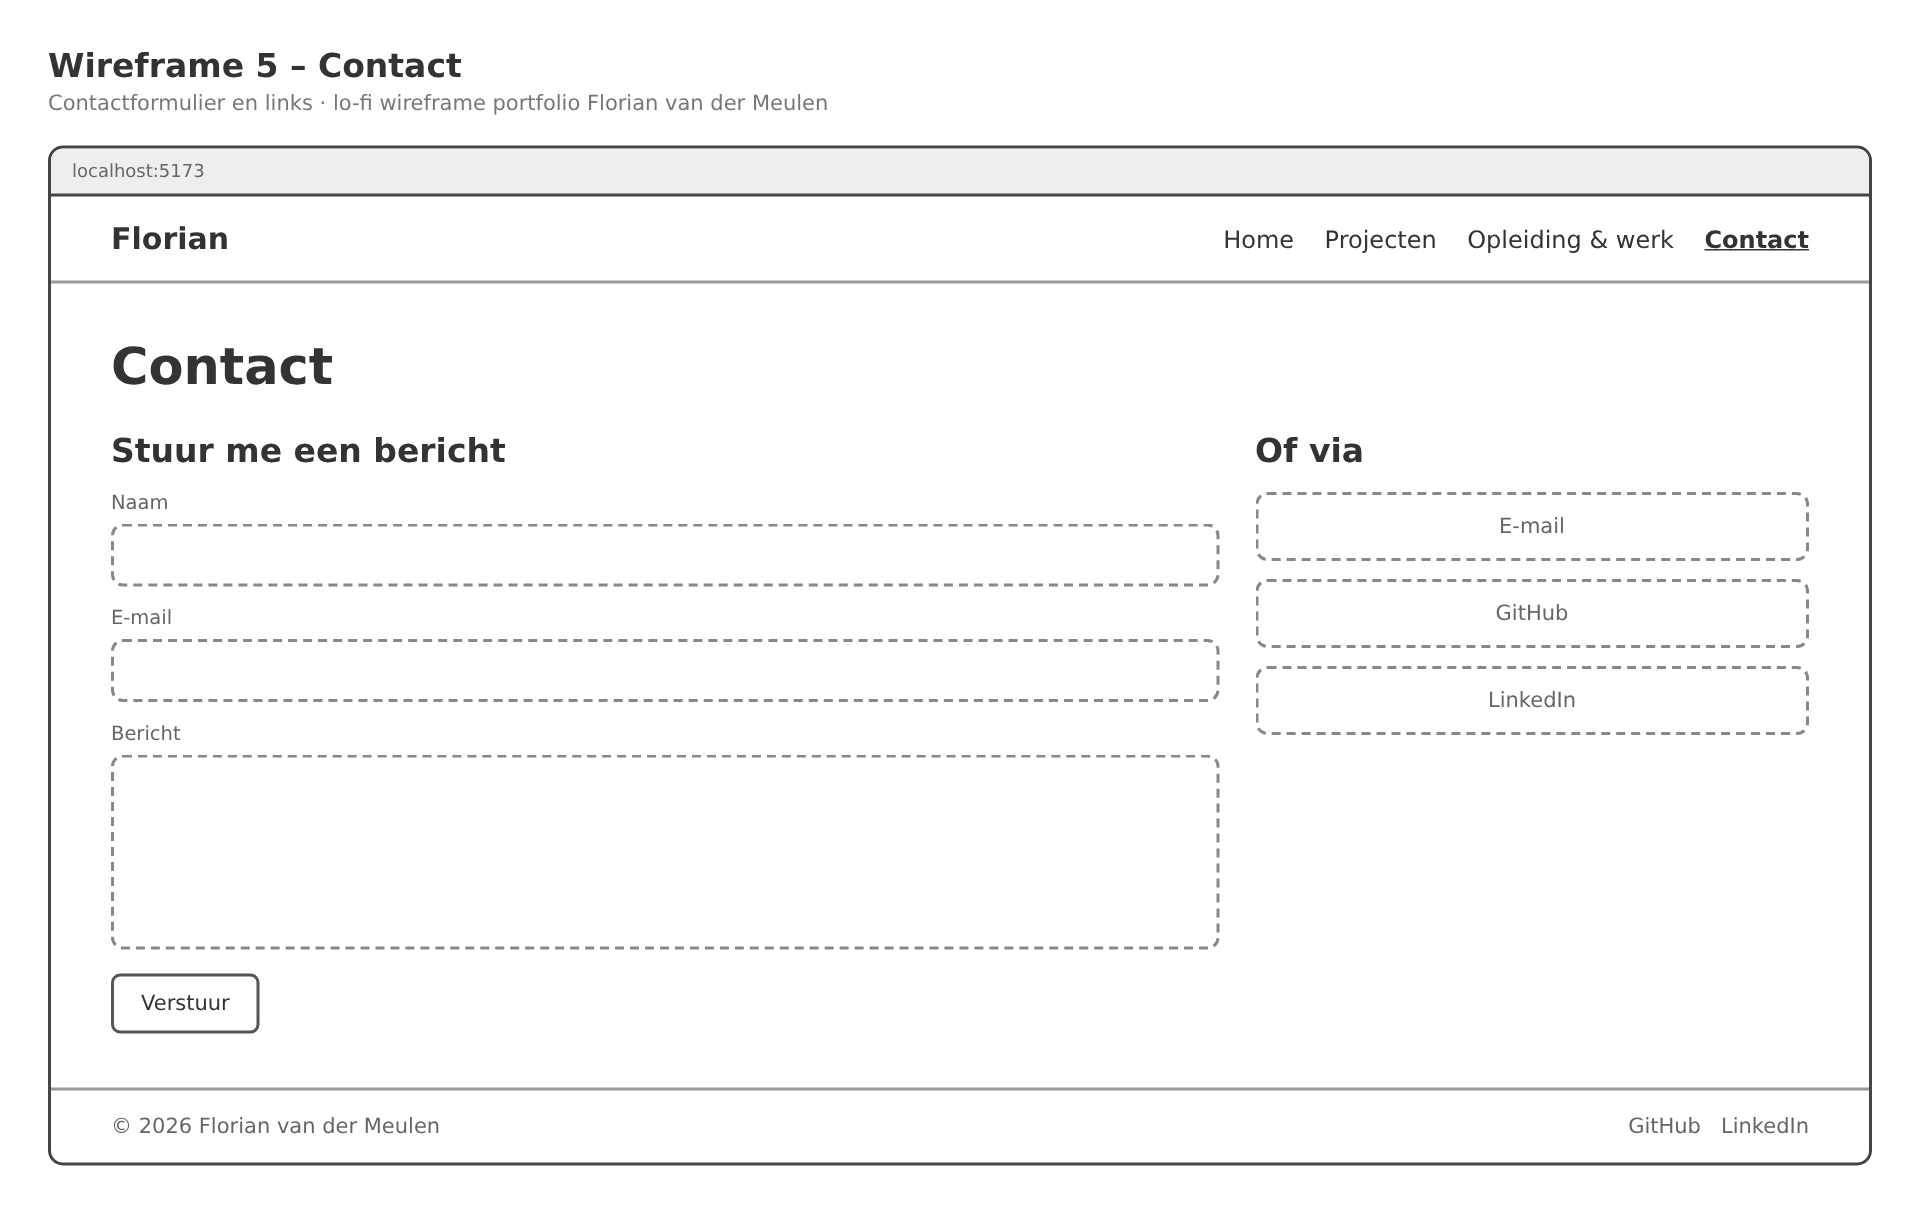 Wireframe 5 – Contact
Contactformulier en links · lo-fi wireframe portfolio Florian van der Meulen
localhost:5173
Florian
Home Projecten Opleiding & werk Contact
Contact
Stuur me een bericht
Naam
E-mail
Bericht
Verstuur
Of via
E-mail
GitHub
LinkedIn
© 2026 Florian van der Meulen
GitHub LinkedIn